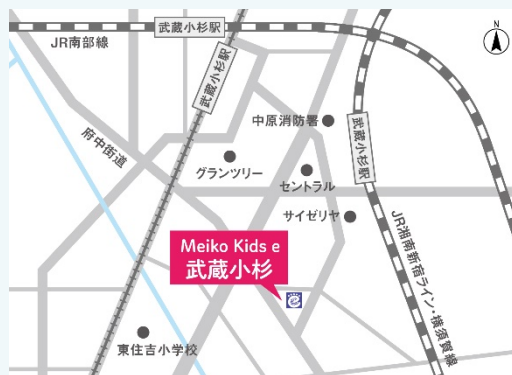 武蔵小杉駅
N
JR南部線
武蔵小杉駅
中原消防署
武蔵小杉駅
府中街道
グランツリー
セントラル
サイゼリヤ
JR湘南新宿ライン・横須賀線
Meiko Kids e
武蔵小杉
e
東住吉小学校